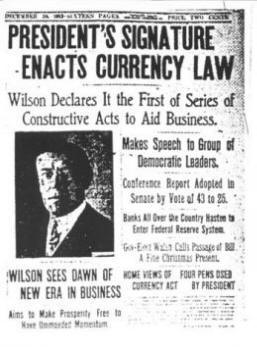 DECEMBER 24, 1913—SIXTEEN PAGES
PRICE, TWO CENTS
PRESIDENT'S SIGNATURE
ENACTS CURRENCY LAW
Wilson Declares It the First of Series of
Constructive Acts to Aid Business.
Makes Speech to Group of
Democratic Leaders.
Conference Report Adopted in
Senate by Vote of 43 to 25.
Banks All Over the Country Hasten to
Enter Federal Reserve System.
Gov-Elect Walsh Calls Passage of Bill
A Fine Christmas Present.
WILSON SEES DAWN OF
NEW ERA IN BUSINESS
Aims to Make Prosperity Free to
Have Unimpeded Momentum.
HOME VIEWS OF
CURRENCY ACT
FOUR PENS USED
BY PRESIDENT